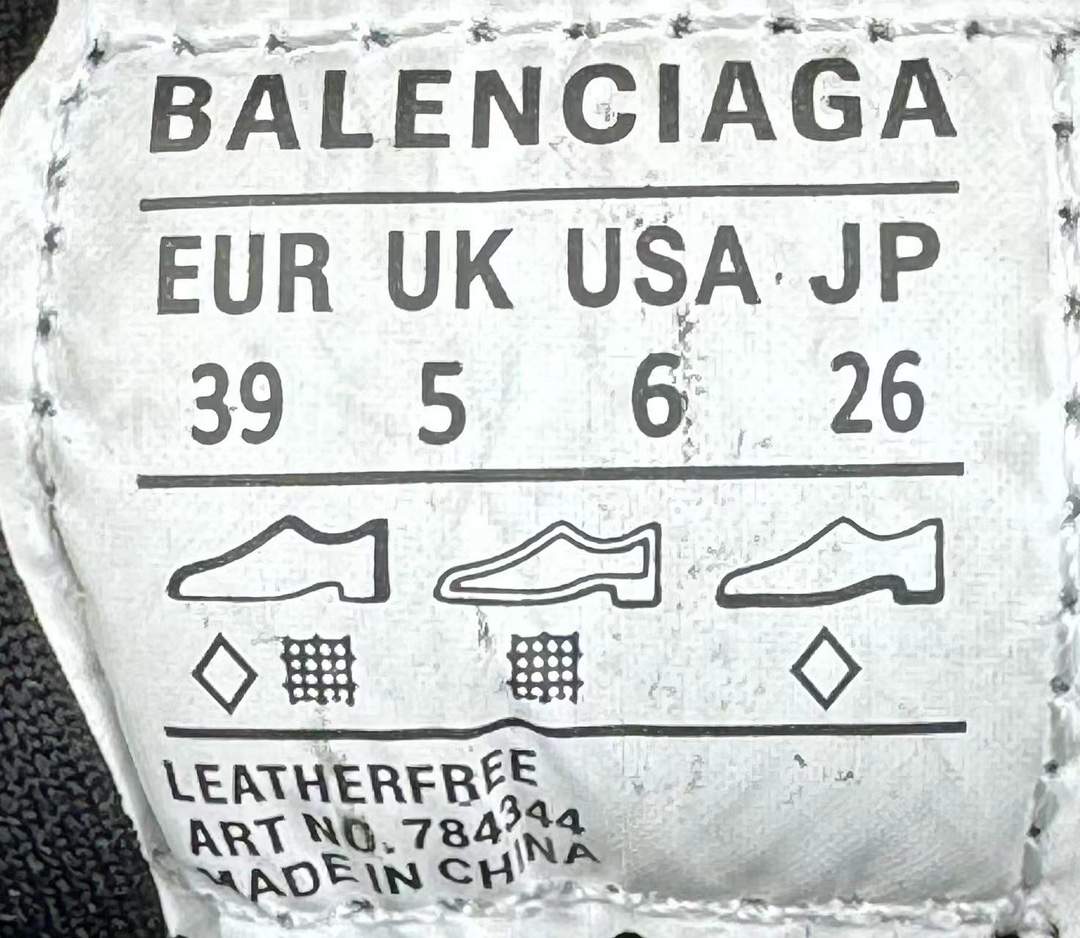 BALENCIAGA
EUR UK USA JP
39 5 6 26
LEATHERFREE
ART NO. 784344
MADE IN CHINA